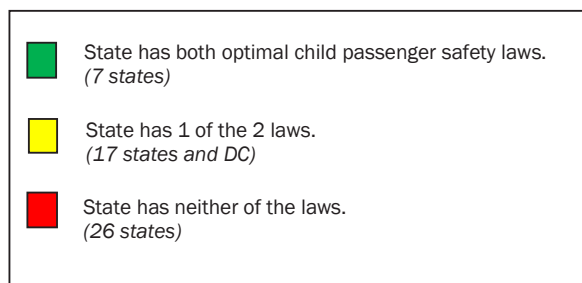 State has both optimal child passenger safety laws.
(7 states)
State has 1 of the 2 laws.
(17 states and DC)
State has neither of the laws.
(26 states)